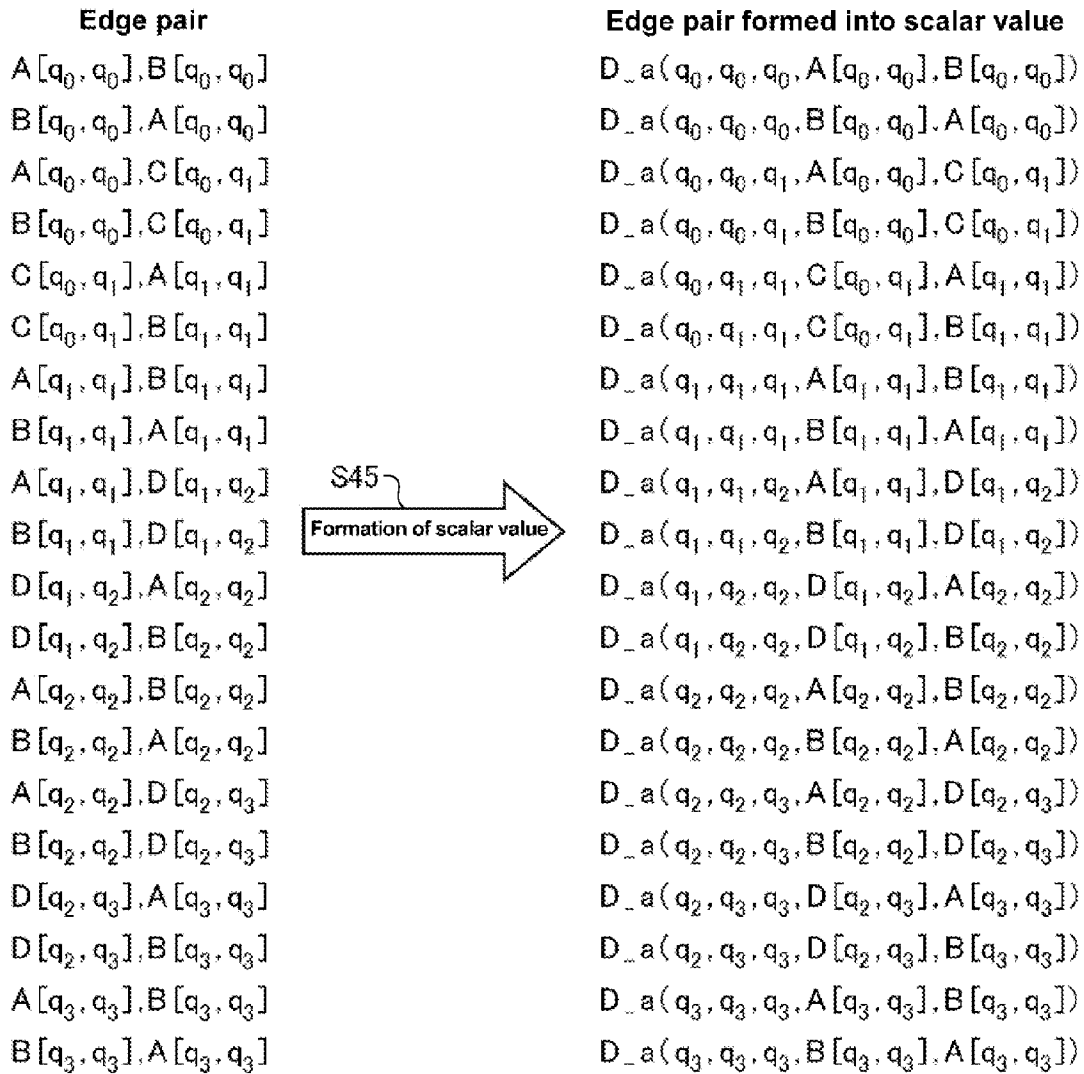 Edge pair
A[q₀,q₀],B[q₀,q₀]
B[q₀,q₀],A[q₀,q₀]
A[q₀,q₀],C[q₀,q₁]
B[q₀,q₀],C[q₀,q₁]
C[q₀,q₁],A[q₁,q₁]
C[q₀,q₁],B[q₁,q₁]
A[q₁,q₁],B[q₁,q₁]
B[q₁,q₁],A[q₁,q₁]
A[q₁,q₁],D[q₁,q₂]
B[q₁,q₁],D[q₁,q₂]
D[q₁,q₂],A[q₂,q₂]
D[q₁,q₂],B[q₂,q₂]
A[q₂,q₂],B[q₂,q₂]
B[q₂,q₂],A[q₂,q₂]
A[q₂,q₂],D[q₂,q₃]
B[q₂,q₂],D[q₂,q₃]
D[q₂,q₃],A[q₃,q₃]
D[q₂,q₃],B[q₃,q₃]
A[q₃,q₃],B[q₃,q₃]
B[q₃,q₃],A[q₃,q₃]
S45
Formation of scalar value
Edge pair formed into scalar value
D_a(q₀,q₀,q₀,A[q₀,q₀],B[q₀,q₀])
D_a(q₀,q₀,q₀,B[q₀,q₀],A[q₀,q₀])
D_a(q₀,q₀,q₁,A[q₀,q₀],C[q₀,q₁])
D_a(q₀,q₀,q₁,B[q₀,q₀],C[q₀,q₁])
D_a(q₀,q₁,q₁,C[q₀,q₁],A[q₁,q₁])
D_a(q₀,q₁,q₁,C[q₀,q₁],B[q₁,q₁])
D_a(q₁,q₁,q₁,A[q₁,q₁],B[q₁,q₁])
D_a(q₁,q₁,q₁,B[q₁,q₁],A[q₁,q₁])
D_a(q₁,q₁,q₂,A[q₁,q₁],D[q₁,q₂])
D_a(q₁,q₁,q₂,B[q₁,q₁],D[q₁,q₂])
D_a(q₁,q₂,q₂,D[q₁,q₂],A[q₂,q₂])
D_a(q₁,q₂,q₂,D[q₁,q₂],B[q₂,q₂])
D_a(q₂,q₂,q₂,A[q₂,q₂],B[q₂,q₂])
D_a(q₂,q₂,q₂,B[q₂,q₂],A[q₂,q₂])
D_a(q₂,q₂,q₃,A[q₂,q₂],D[q₂,q₃])
D_a(q₂,q₂,q₃,B[q₂,q₂],D[q₂,q₃])
D_a(q₂,q₃,q₃,D[q₂,q₃],A[q₃,q₃])
D_a(q₂,q₃,q₃,D[q₂,q₃],B[q₃,q₃])
D_a(q₃,q₃,q₃,A[q₃,q₃],B[q₃,q₃])
D_a(q₃,q₃,q₃,B[q₃,q₃],A[q₃,q₃])